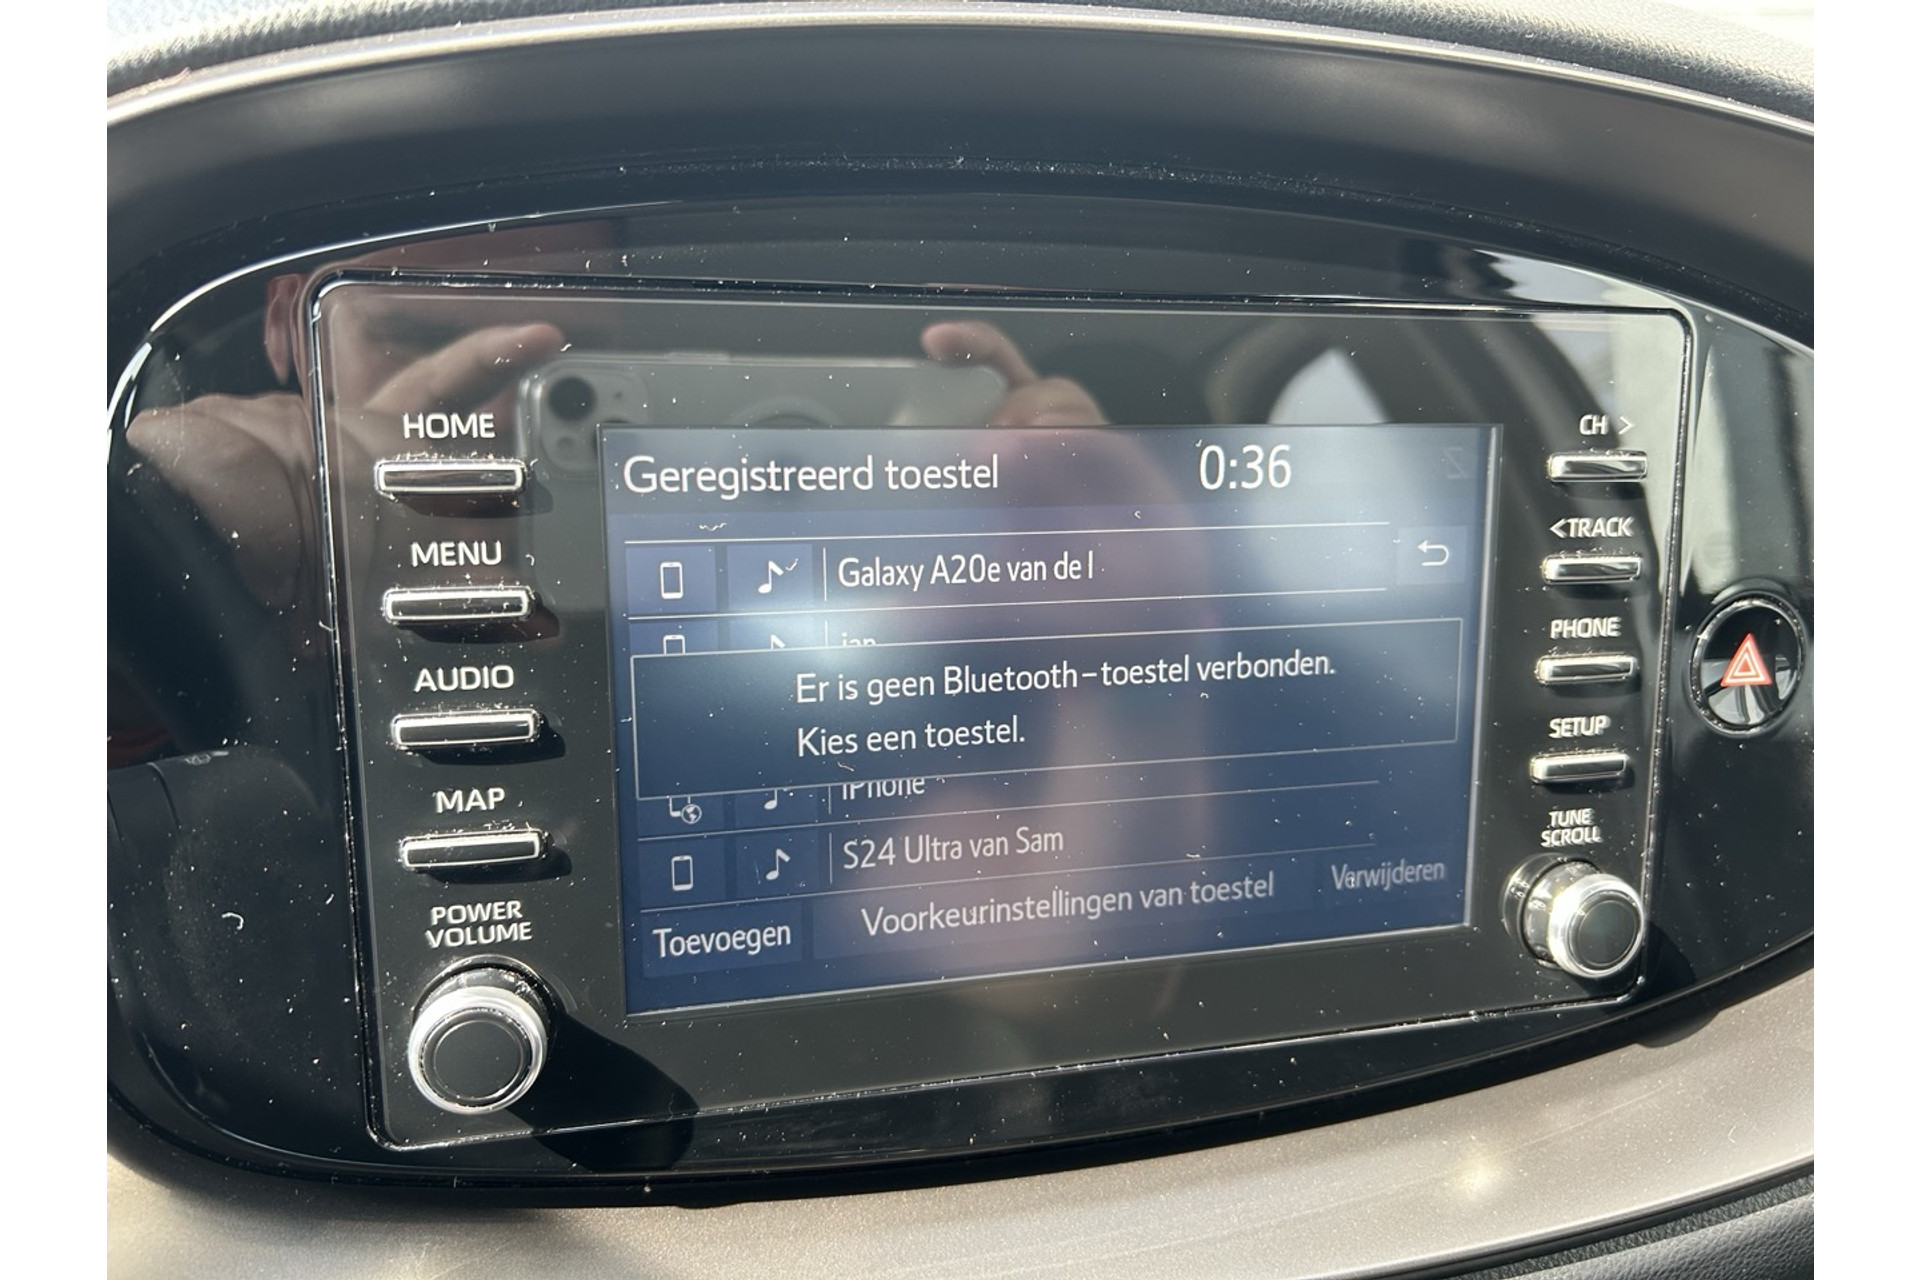 HOME
MENU
AUDIO
MAP
POWER
VOLUME
Geregistreerd toestel 0:36
Galaxy A20e van de l
jan
Er is geen Bluetooth-toestel verbonden.
Kies een toestel.
iPhone
S24 Ultra van Sam
Toevoegen Voorkeurinstellingen van toestel Verwijderen
CH >
<TRACK
PHONE
SETUP
TUNE
SCROLL